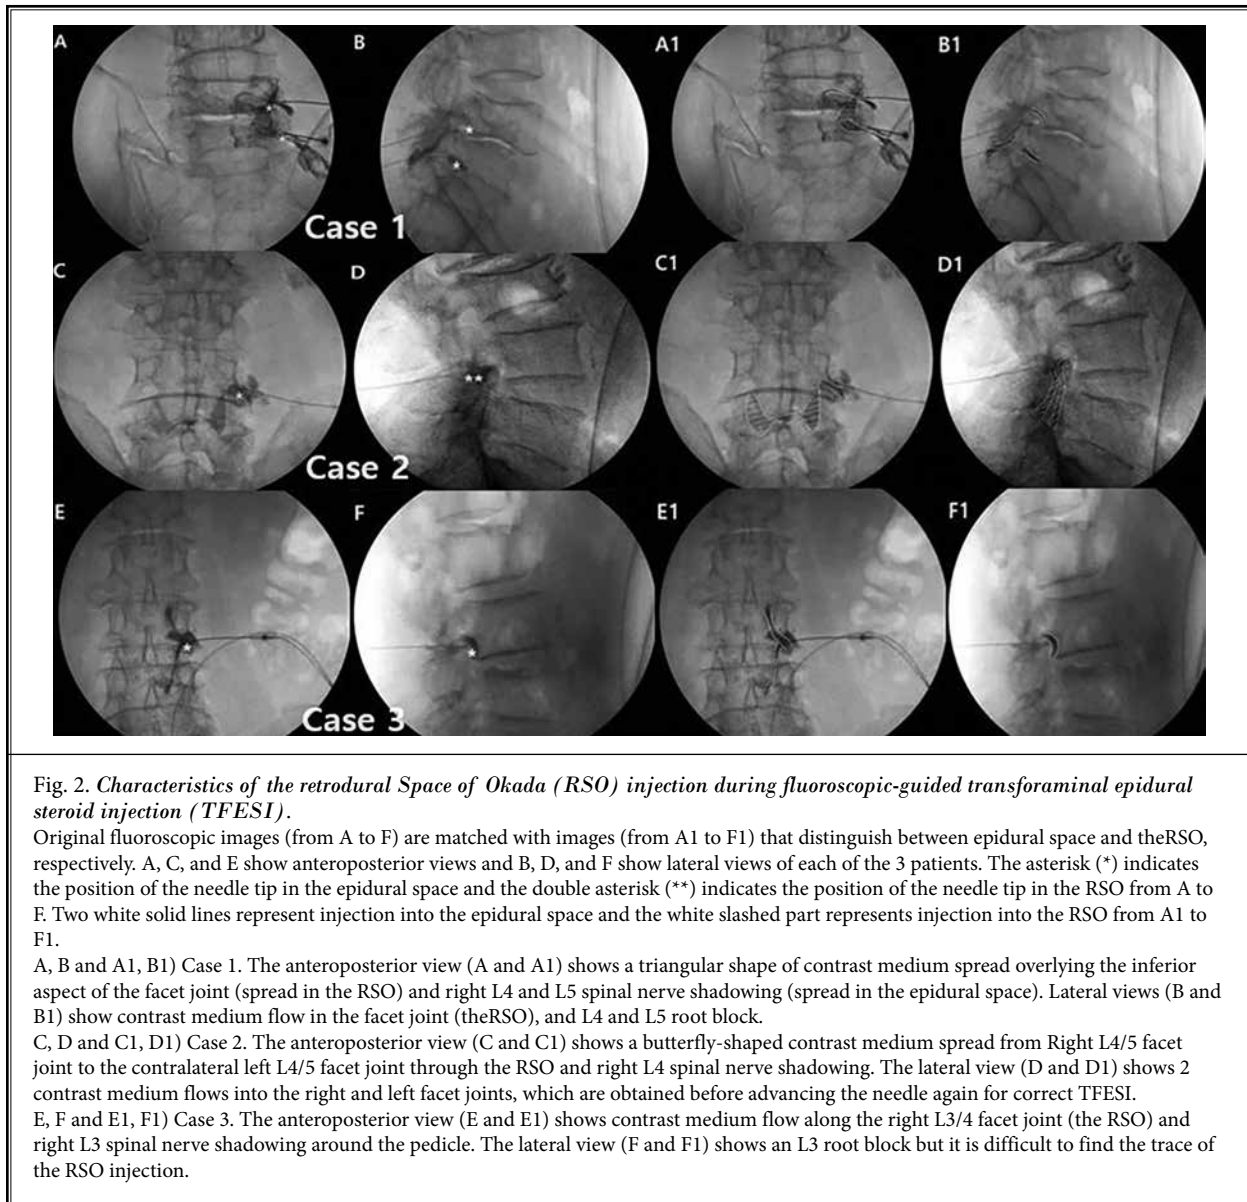 A
B
A1
B1
Case 1
C
D
C1
D1
Case 2
E
F
E1
F1
Case 3
Fig. 2. Characteristics of the retrodural Space of Okada (RSO) injection during fluoroscopic-guided transforaminal epidural
steroid injection (TFESI).
Original fluoroscopic images (from A to F) are matched with images (from A1 to F1) that distinguish between epidural space and theRSO,
respectively. A, C, and E show anteroposterior views and B, D, and F show lateral views of each of the 3 patients. The asterisk (*) indicates
the position of the needle tip in the epidural space and the double asterisk (**) indicates the position of the needle tip in the RSO from A to
F. Two white solid lines represent injection into the epidural space and the white slashed part represents injection into the RSO from A1 to
F1.
A, B and A1, B1) Case 1. The anteroposterior view (A and A1) shows a triangular shape of contrast medium spread overlying the inferior
aspect of the facet joint (spread in the RSO) and right L4 and L5 spinal nerve shadowing (spread in the epidural space). Lateral views (B and
B1) show contrast medium flow in the facet joint (theRSO), and L4 and L5 root block.
C, D and C1, D1) Case 2. The anteroposterior view (C and C1) shows a butterfly-shaped contrast medium spread from Right L4/5 facet
joint to the contralateral left L4/5 facet joint through the RSO and right L4 spinal nerve shadowing. The lateral view (D and D1) shows 2
contrast medium flows into the right and left facet joints, which are obtained before advancing the needle again for correct TFESI.
E, F and E1, F1) Case 3. The anteroposterior view (E and E1) shows contrast medium flow along the right L3/4 facet joint (the RSO) and
right L3 spinal nerve shadowing around the pedicle. The lateral view (F and F1) shows an L3 root block but it is difficult to find the trace of
the RSO injection.